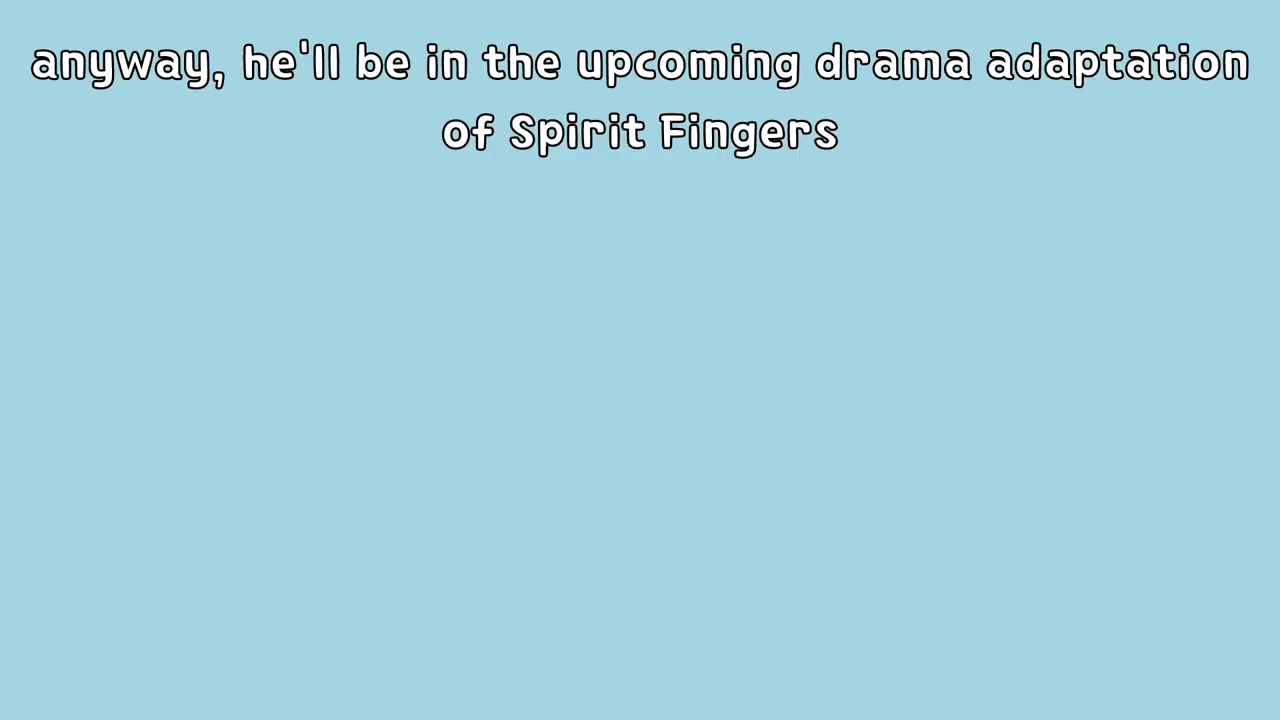 anyway, he'll be in the upcoming drama adaptation
of Spirit Fingers